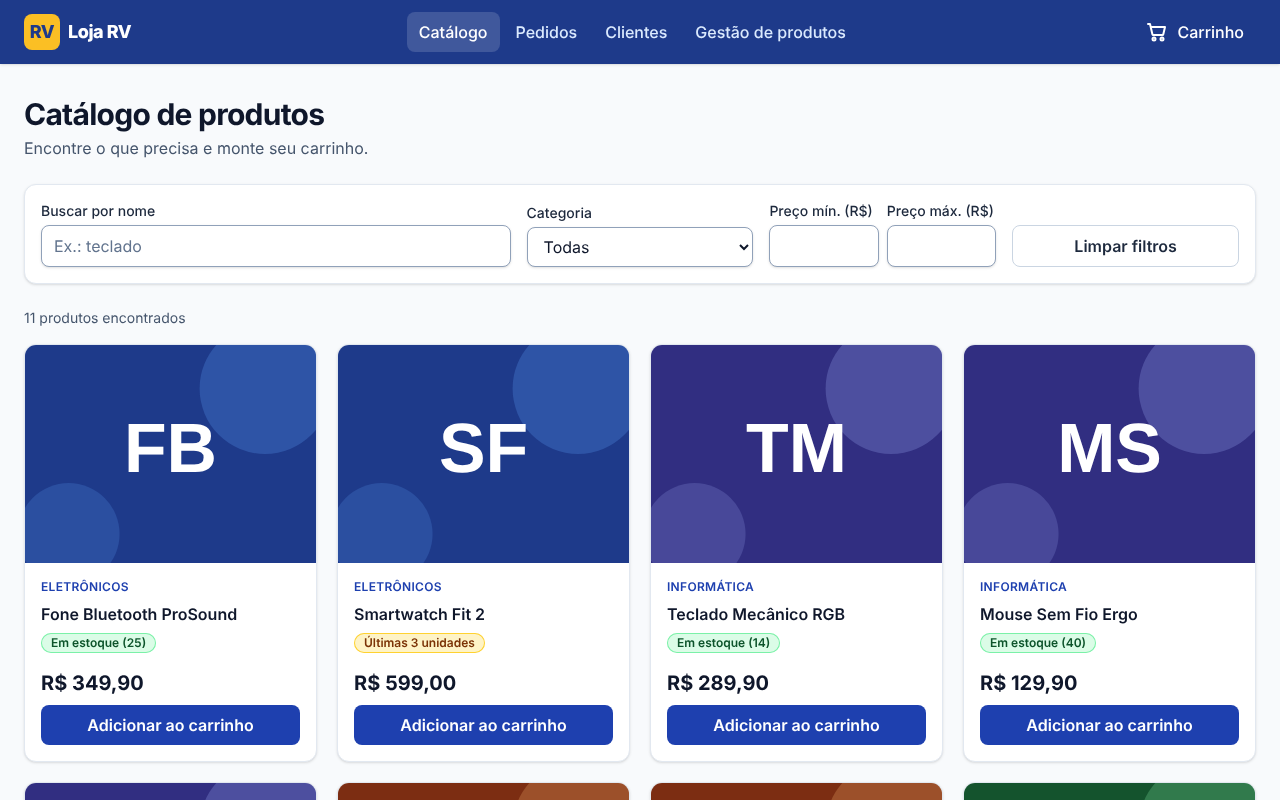 RV Loja RV
Catálogo Pedidos Clientes Gestão de produtos
Carrinho
Catálogo de produtos
Encontre o que precisa e monte seu carrinho.
Buscar por nome
Ex.: teclado
Categoria
Todas
Preço mín. (R$)
Preço máx. (R$)
Limpar filtros
11 produtos encontrados
FB
ELETRÔNICOS
Fone Bluetooth ProSound
Em estoque (25)
R$ 349,90
Adicionar ao carrinho
SF
ELETRÔNICOS
Smartwatch Fit 2
Últimas 3 unidades
R$ 599,00
Adicionar ao carrinho
TM
INFORMÁTICA
Teclado Mecânico RGB
Em estoque (14)
R$ 289,90
Adicionar ao carrinho
MS
INFORMÁTICA
Mouse Sem Fio Ergo
Em estoque (40)
R$ 129,90
Adicionar ao carrinho